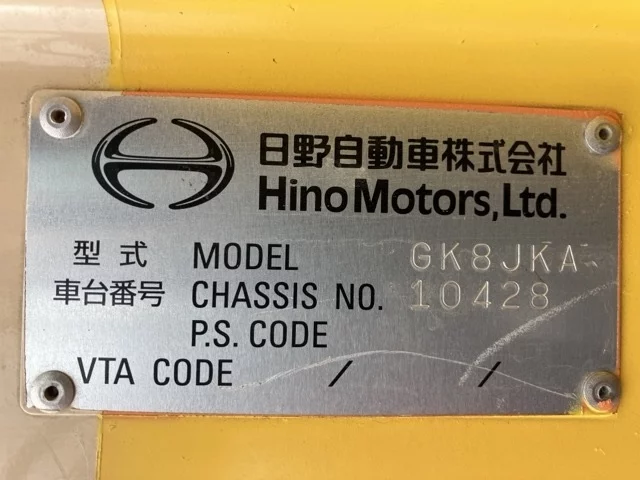 日野自動車株式会社
Hino Motors, Ltd.
型式 MODEL GK8JKA
車台番号 CHASSIS NO. 10428
P.S. CODE
VTA CODE / /